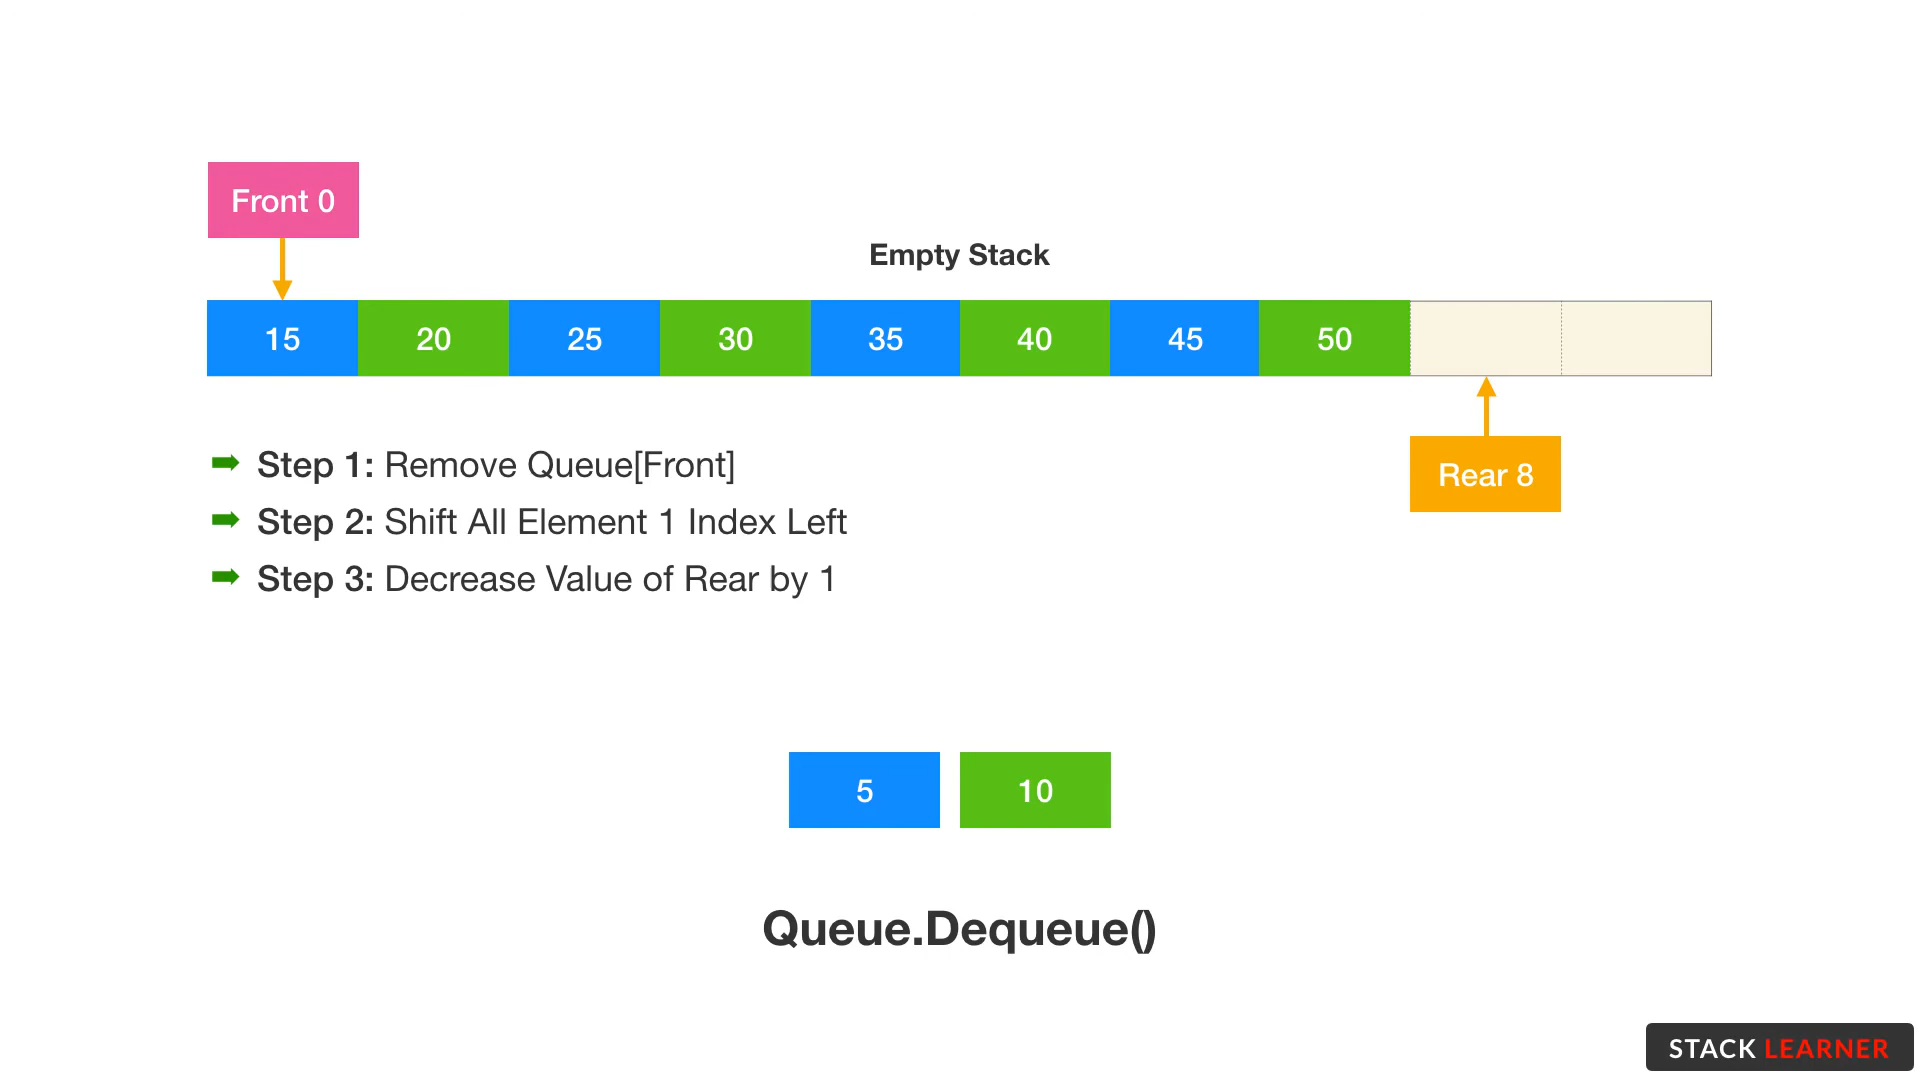 Front 0
Empty Stack
15 20 25 30 35 40 45 50
Rear 8
Step 1: Remove Queue[Front]
Step 2: Shift All Element 1 Index Left
Step 3: Decrease Value of Rear by 1
5 10
Queue.Dequeue()
STACK LEARNER